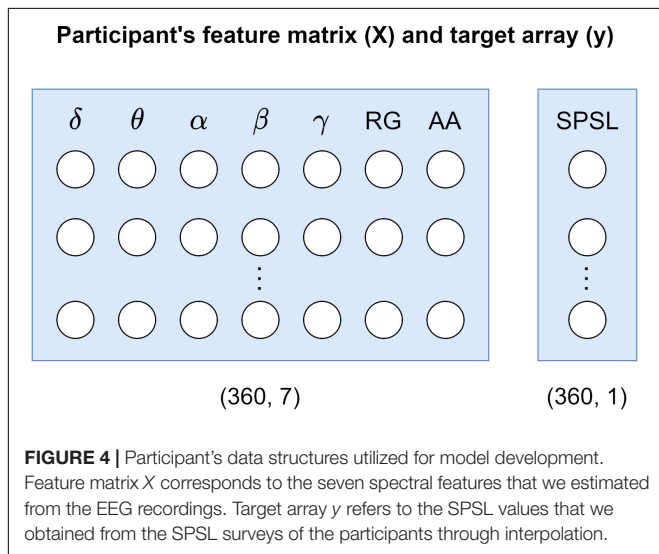 Participant's feature matrix (X) and target array (y)
δ θ α β γ RG AA SPSL
(360, 7) (360, 1)
FIGURE 4 | Participant's data structures utilized for model development.
Feature matrix X corresponds to the seven spectral features that we estimated
from the EEG recordings. Target array y refers to the SPSL values that we
obtained from the SPSL surveys of the participants through interpolation.